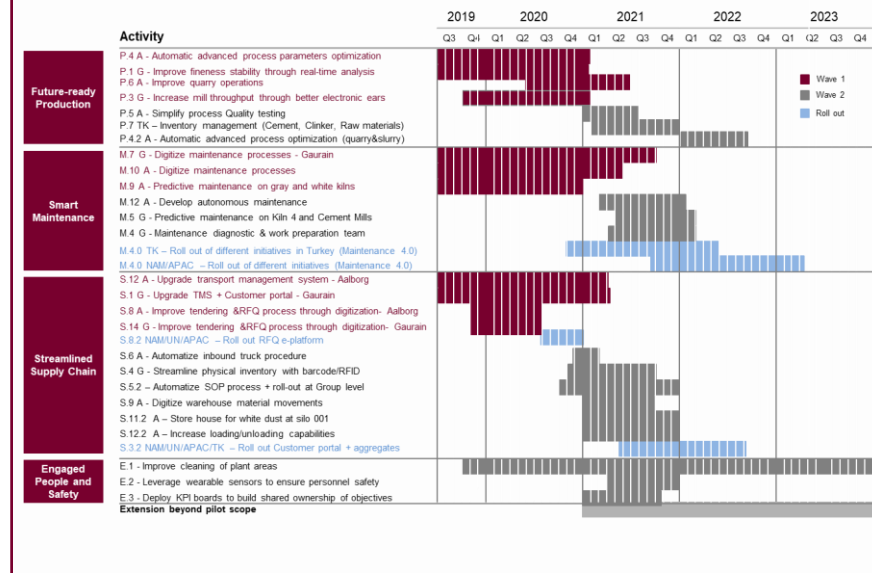 2019 2020 2021 2022 2023
Activity
Q3 Q4 Q1 Q2 Q3 Q4 Q1 Q2 Q3 Q4 Q1 Q2 Q3 Q4 Q1 Q2 Q3 Q4
Future-ready
Production
P.4 A - Automatic advanced process parameters optimization
P.1 G - Improve fineness stability through real-time analysis
P.6 A - Improve quarry operations
P.3 G - Increase mill throughput through better electronic ears
P.5 A - Simplify process Quality testing
P.7 TK – Inventory management (Cement, Clinker, Raw materials)
P.4.2 A - Automatic advanced process optimization (quarry&slurry)
Wave 1
Wave 2
Roll out
Smart
Maintenance
M.7 G - Digitize maintenance processes - Gaurain
M.10 A - Digitize maintenance processes
M.9 A – Predictive maintenance on gray and white kilns
M.12 A – Develop autonomous maintenance
M.5 G - Predictive maintenance on Kiln 4 and Cement Mills
M.4 G – Maintenance diagnostic & work preparation team
M.4.0 TK – Roll out of different initiatives in Turkey (Maintenance 4.0)
M.4.0 NAM/APAC – Roll out of different initiatives (Maintenance 4.0)
Streamlined
Supply Chain
S.12 A – Upgrade transport management system - Aalborg
S.1 G - Upgrade TMS + Customer portal - Gaurain
S.8 A – Improve tendering &RFQ process through digitization- Aalborg
S.14 G - Improve tendering &RFQ process through digitization- Gaurain
S.8.2 NAM/UN/APAC – Roll out RFQ e-platform
S.6 A - Automatize inbound truck procedure
S.4 G - Streamline physical inventory with barcode/RFID
S.5.2 – Automatize SOP process + roll-out at Group level
S.9 A - Digitize warehouse material movements
S.11.2 A – Store house for white dust at silo 001
S.12.2 A – Increase loading/unloading capabilities
S.3.2 NAM/UN/APAC/TK – Roll out Customer portal + aggregates
Engaged
People and
Safety
E.1 - Improve cleaning of plant areas
E.2 - Leverage wearable sensors to ensure personnel safety
E.3 - Deploy KPI boards to build shared ownership of objectives
Extension beyond pilot scope